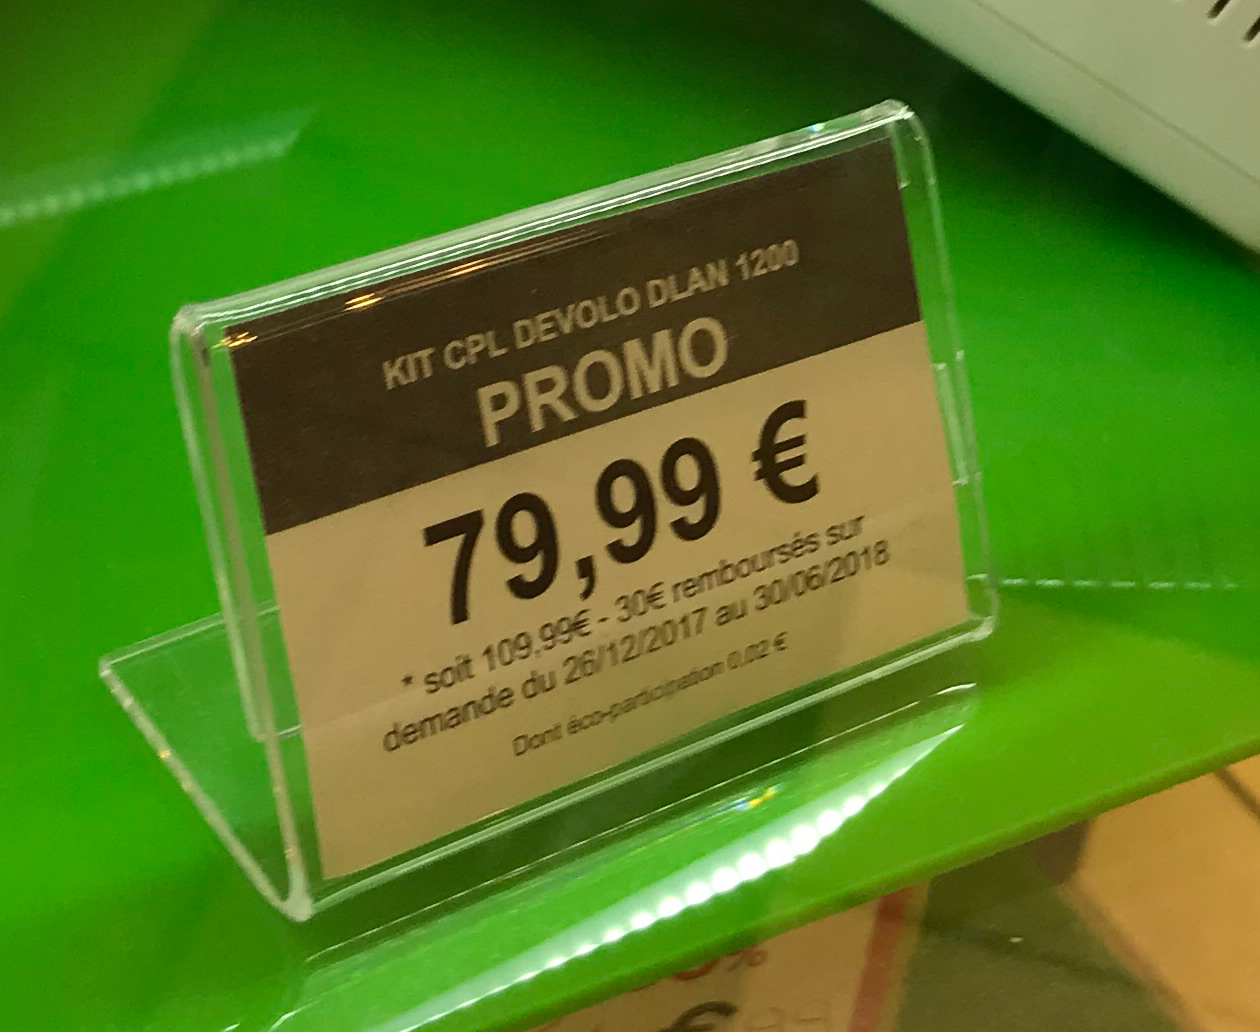 KIT CPL DEVOLO DLAN 1200
PROMO
79,99 €
* soit 109,99€ - 30€ remboursés sur
demande du 26/12/2017 au 30/06/2018
Dont éco-participation 0,02 €